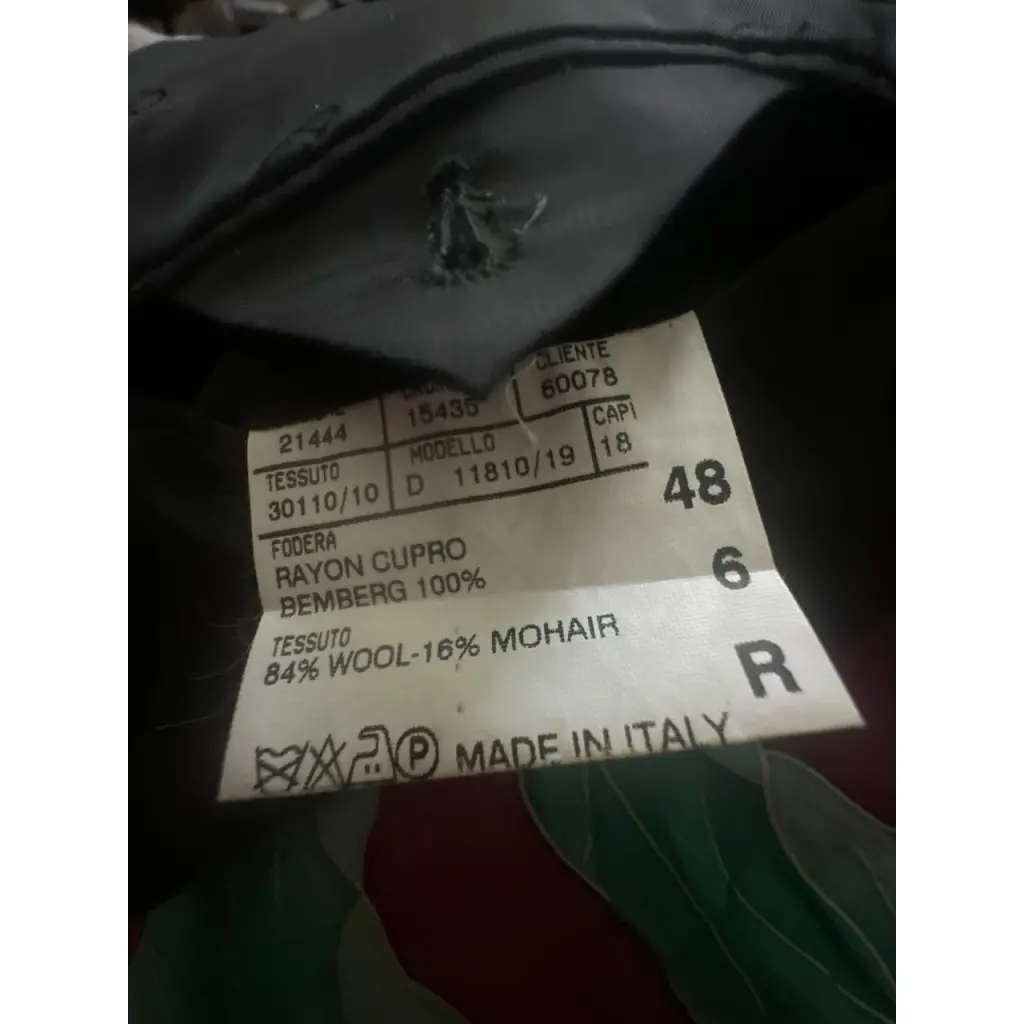 CLIENTE
21444 15435 60078
TESSUTO MODELLO CAPI
30110/10 D 11810/19 18
48
FODERA
RAYON CUPRO
BEMBERG 100%
6
TESSUTO
84% WOOL-16% MOHAIR
R
P MADE IN ITALY